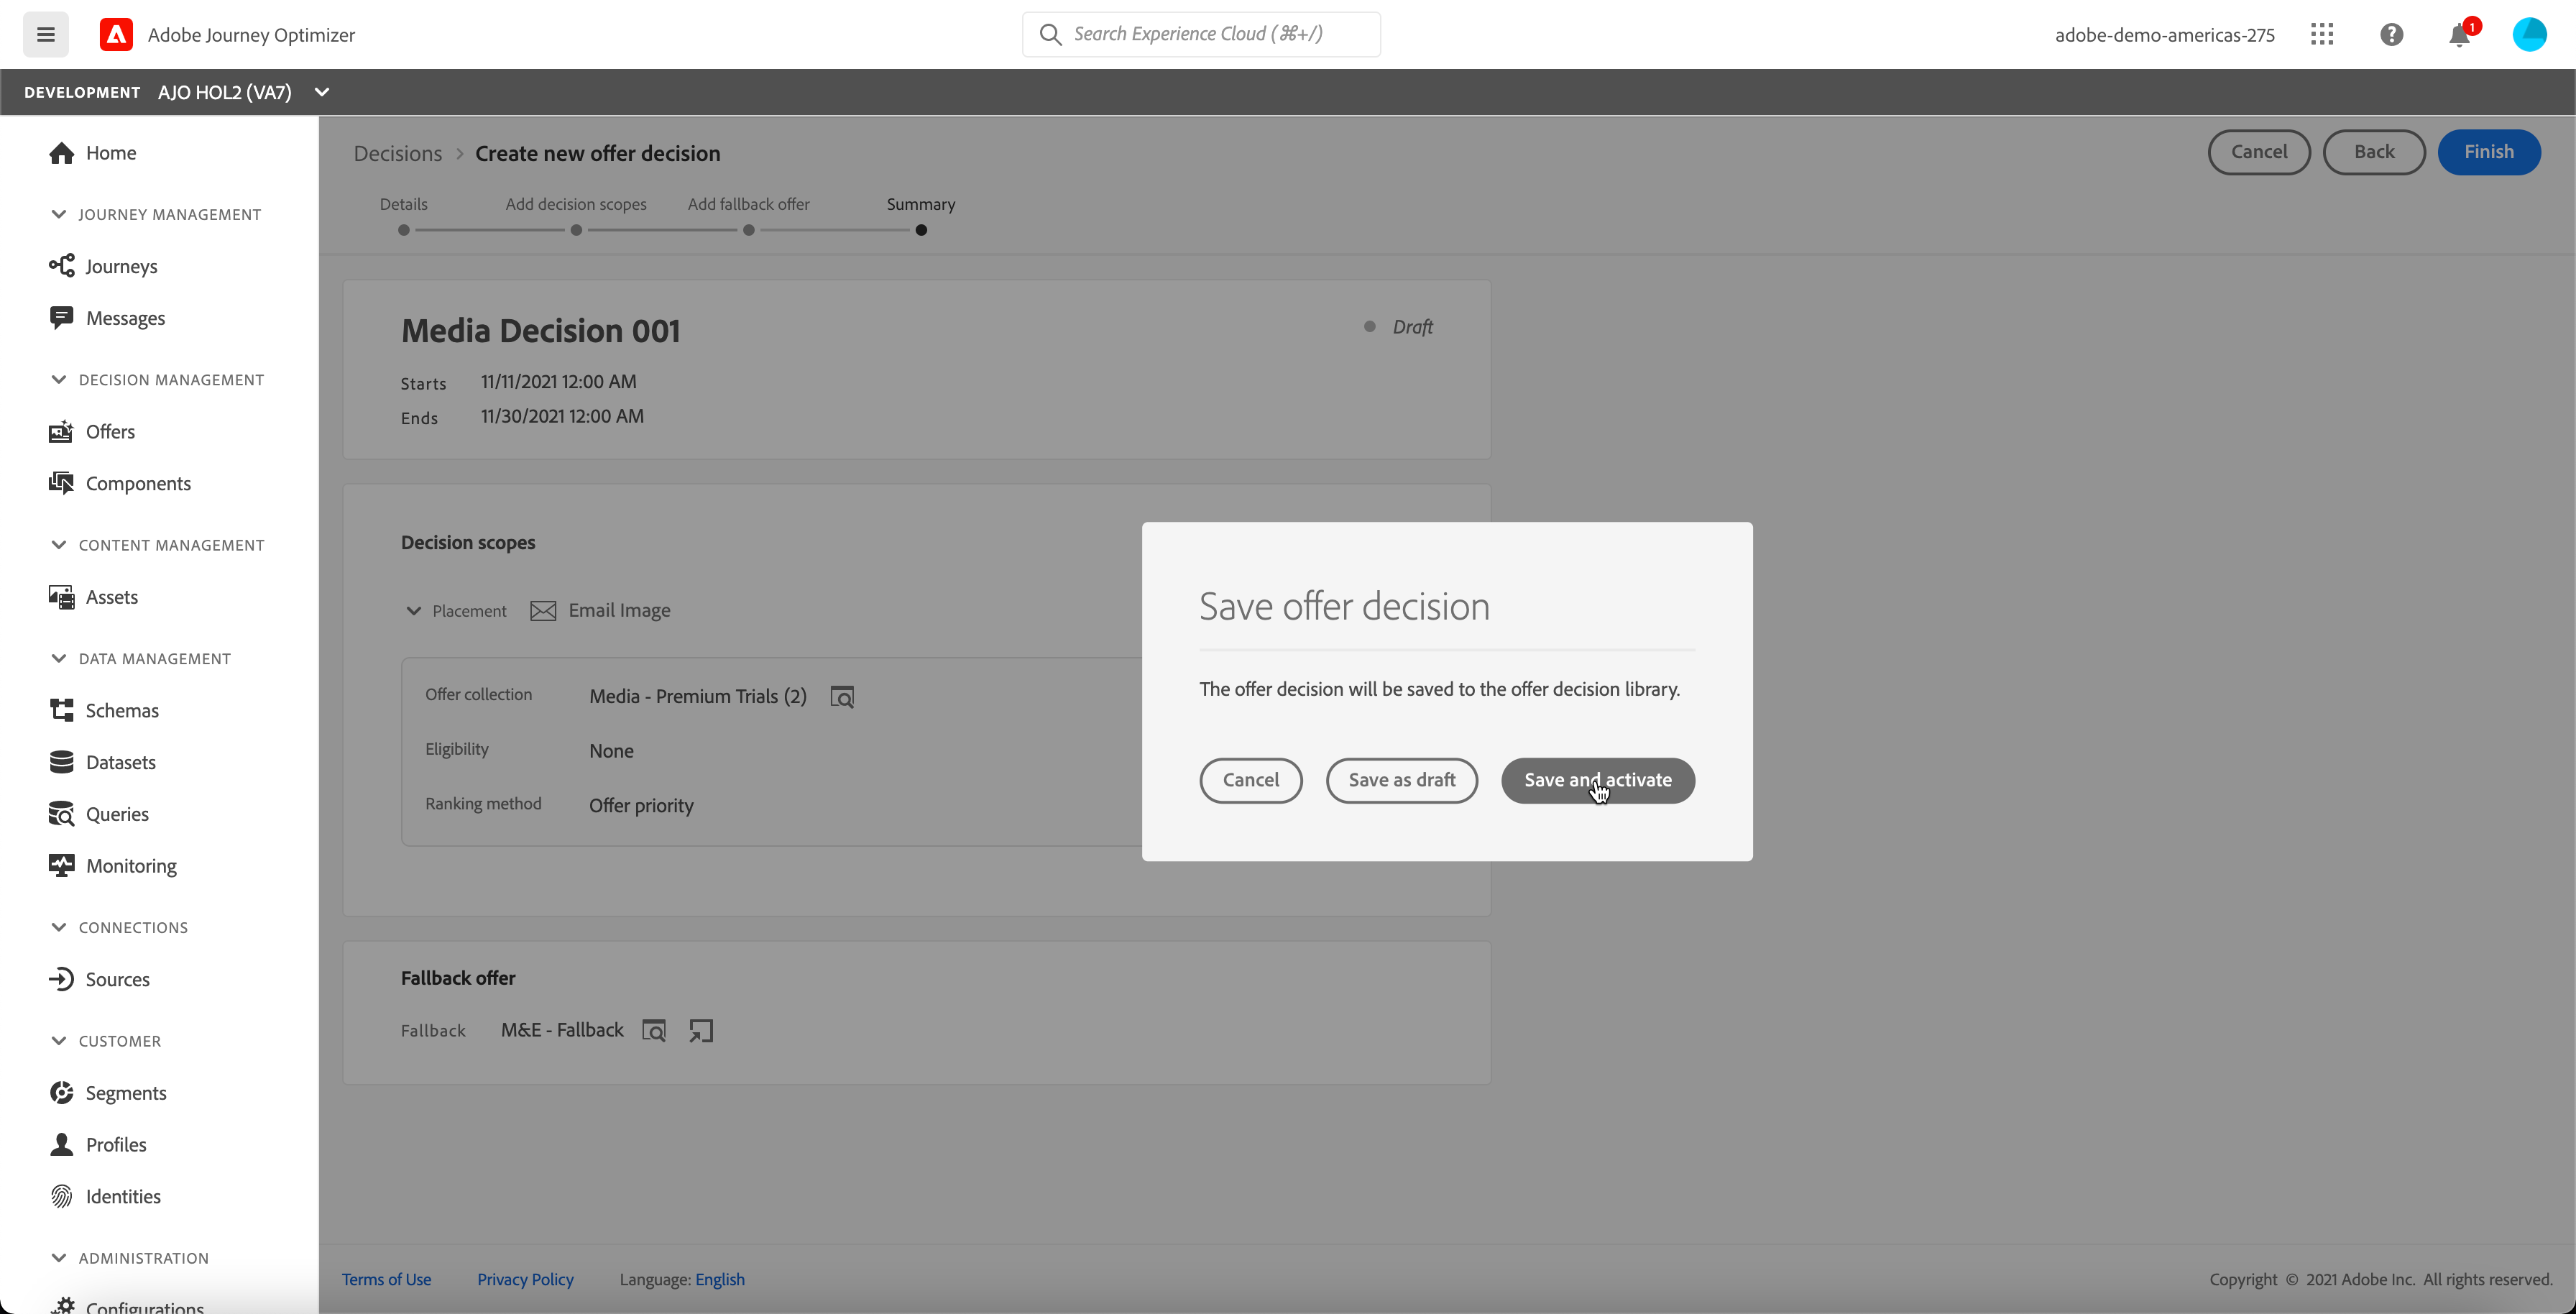 Adobe Journey Optimizer
Search Experience Cloud (⌘+/)
adobe-demo-americas-275
1
DEVELOPMENT AJO HOL2 (VA7)
Home
JOURNEY MANAGEMENT
Journeys
Messages
DECISION MANAGEMENT
Offers
Components
CONTENT MANAGEMENT
Assets
DATA MANAGEMENT
Schemas
Datasets
Queries
Monitoring
CONNECTIONS
Sources
CUSTOMER
Segments
Profiles
Identities
ADMINISTRATION
Configurations
Decisions > Create new offer decision
Cancel Back Finish
Details Add decision scopes Add fallback offer Summary
Media Decision 001
Draft
Starts 11/11/2021 12:00 AM
Ends 11/30/2021 12:00 AM
Decision scopes
Placement Email Image
Offer collection Media - Premium Trials (2)
Eligibility None
Ranking method Offer priority
Fallback offer
Fallback M&E - Fallback
Save offer decision
The offer decision will be saved to the offer decision library.
Cancel Save as draft Save and activate
Terms of Use Privacy Policy Language: English
Copyright © 2021 Adobe Inc. All rights reserved.